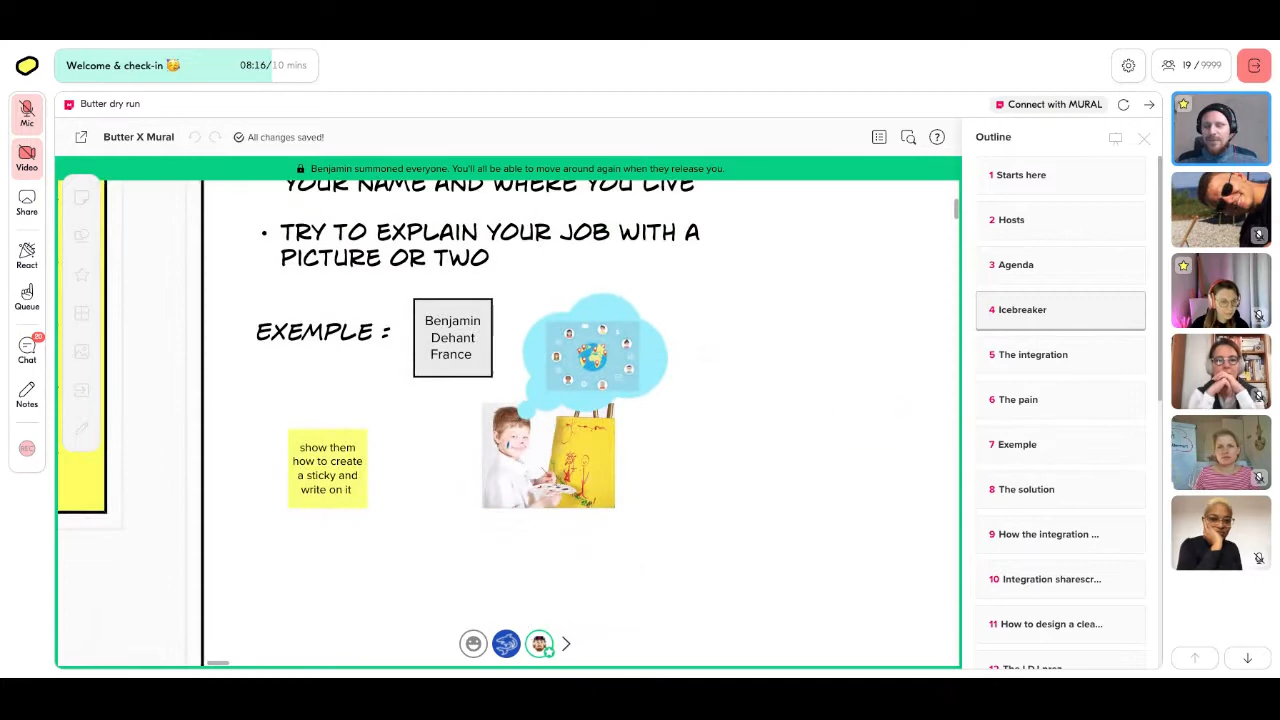 Welcome & check-in 🥳 08:16/10 mins
19 / 9999
Mic
Video
Share
React
Queue
20
Chat
Notes
REC
Butter dry run
Connect with MURAL
Butter X Mural
All changes saved!
Benjamin summoned everyone. You'll all be able to move around again when they release you.
YOUR NAME AND WHERE YOU LIVE
• TRY TO EXPLAIN YOUR JOB WITH A
PICTURE OR TWO
EXEMPLE :
Benjamin
Dehant
France
show them
how to create
a sticky and
write on it
Outline
1 Starts here
2 Hosts
3 Agenda
4 Icebreaker
5 The integration
6 The pain
7 Exemple
8 The solution
9 How the integration ...
10 Integration sharescr...
11 How to design a clea...